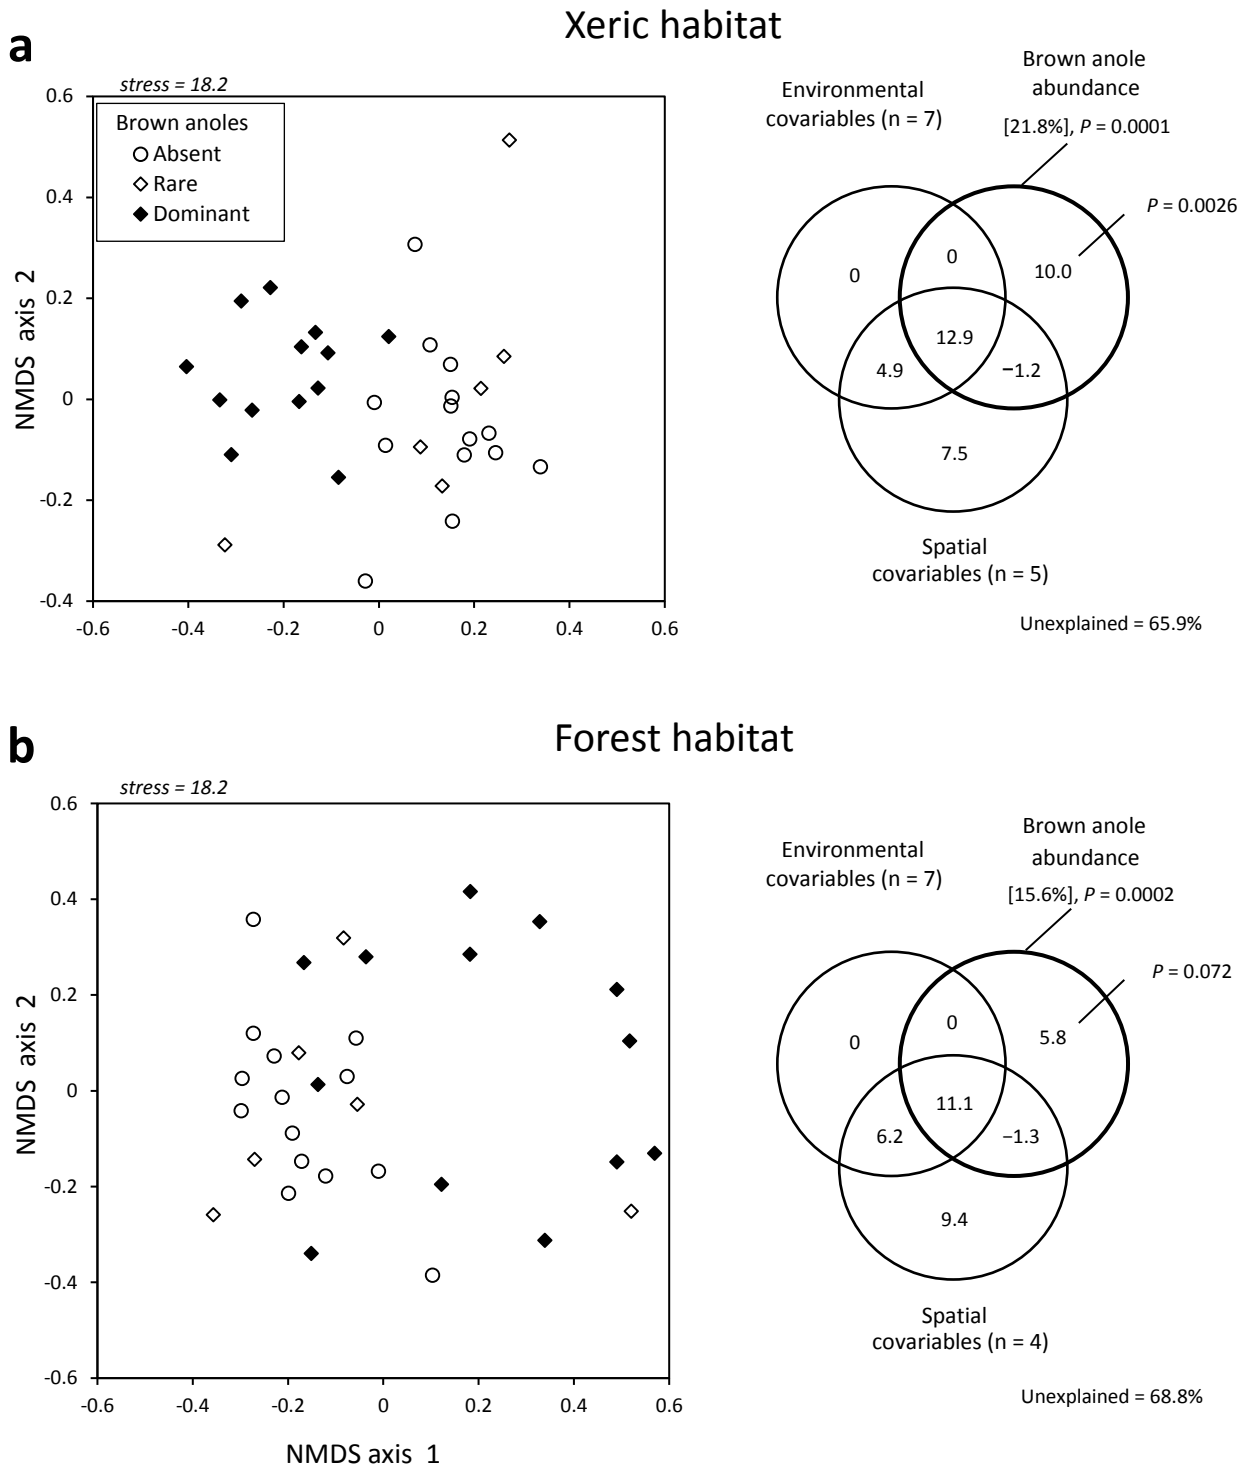 Xeric habitat
a
stress = 18.2
Brown anoles
Absent
Rare
Dominant
0.6
0.4
0.2
0
-0.2
-0.4
NMDS axis 2
-0.6
-0.4
-0.2
0
0.2
0.4
0.6
Environmental
covariables (n = 7)
Brown anole
abundance
[21.8%], P = 0.0001
P = 0.0026
0
0
10.0
12.9
4.9
−1.2
7.5
Spatial
covariables (n = 5)
Unexplained = 65.9%
Forest habitat
b
stress = 18.2
0.6
0.4
0.2
0
-0.2
-0.4
-0.6
NMDS axis 2
-0.6
-0.4
-0.2
0
0.2
0.4
0.6
NMDS axis 1
Environmental
covariables (n = 7)
Brown anole
abundance
[15.6%], P = 0.0002
P = 0.072
0
0
5.8
11.1
6.2
−1.3
9.4
Spatial
covariables (n = 4)
Unexplained = 68.8%